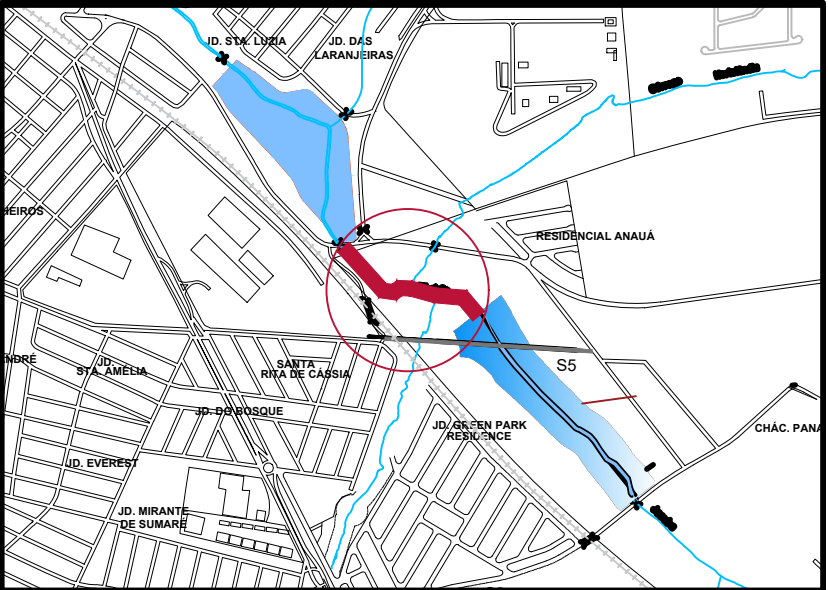 JD. STA. LUZIA
JD. DAS
LARANJEIRAS
HEIROS
RESIDENCIAL ANAUÁ
NDRÉ
JD.
STA. AMÉLIA
SANTA
RITA DE CÁSSIA
S5
JD. DO BOSQUE
JD. GREEN PARK
RESIDENCE
CHÁC. PANA
JD. EVEREST
JD. MIRANTE
DE SUMARÉ